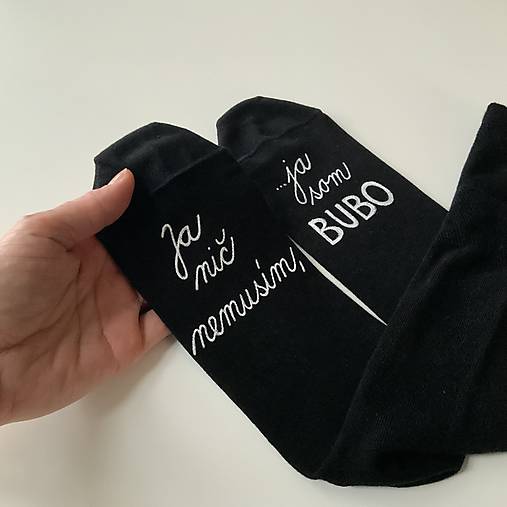 Ja
nič
nemusím,
...ja
som
BUBO